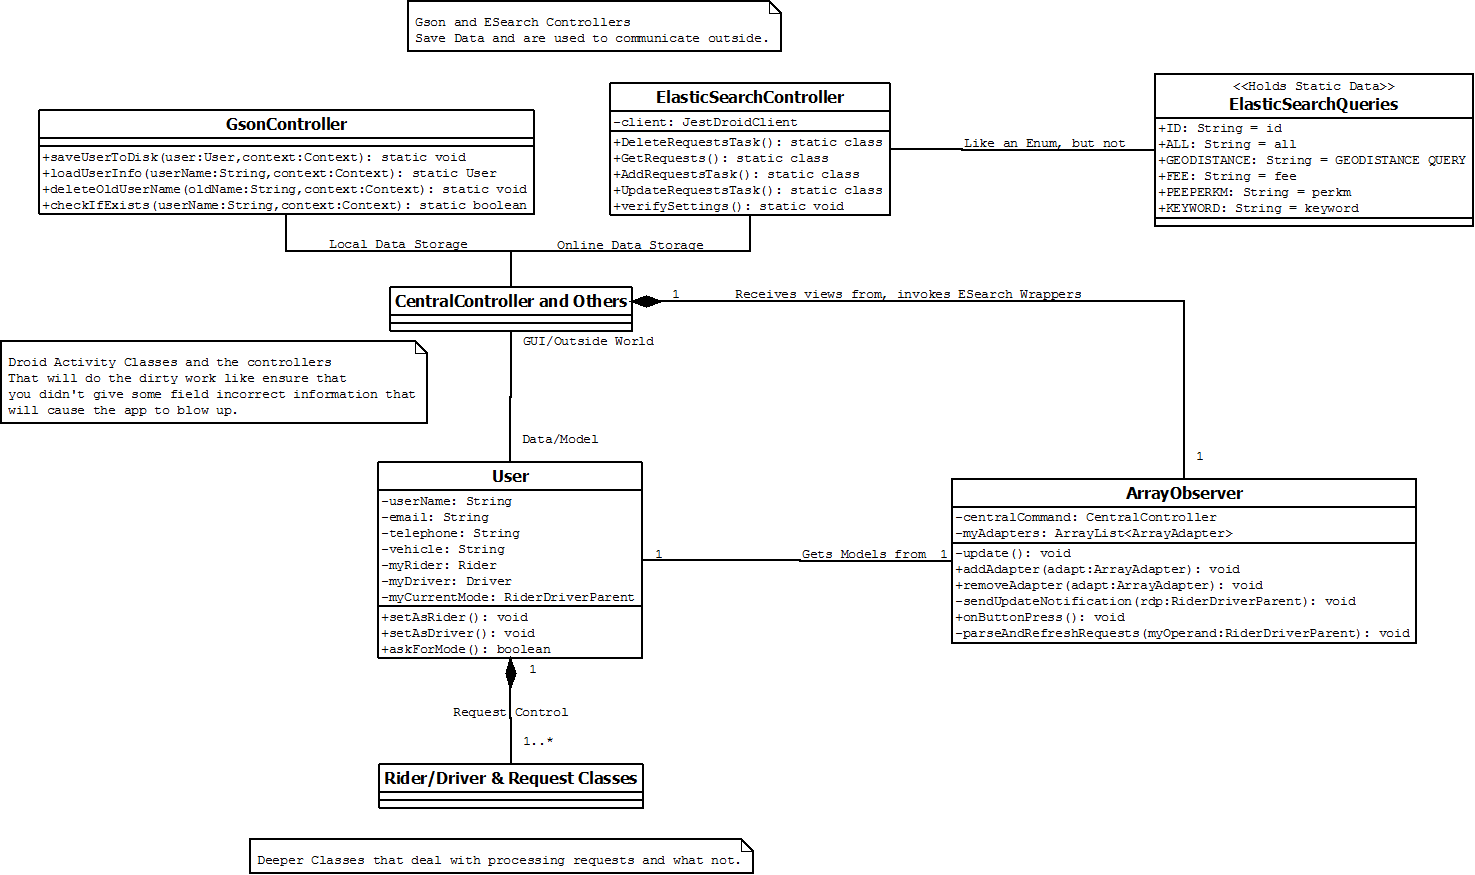 Gson and ESearch Controllers
Save Data and are used to communicate outside.
GsonController
+saveUserToDisk(user:User,context:Context): static void
+loadUserInfo(userName:String,context:Context): static User
+deleteOldUserName(oldName:String,context:Context): static void
+checkIfExists(userName:String,context:Context): static boolean
ElasticSearchController
-client: JestDroidClient
+DeleteRequestsTask(): static class
+GetRequests(): static class
+AddRequestsTask(): static class
+UpdateRequestsTask(): static class
+verifySettings(): static void
Like an Enum, but not
<<Holds Static Data>>
ElasticSearchQueries
+ID: String = id
+ALL: String = all
+GEODISTANCE: String = GEODISTANCE QUERY
+FEE: String = fee
+PEEPERKM: String = perkm
+KEYWORD: String = keyword
Local Data Storage
Online Data Storage
CentralController and Others
1
Receives views from, invokes ESearch Wrappers
GUI/Outside World
Droid Activity Classes and the controllers
That will do the dirty work like ensure that
you didn't give some field incorrect information that
will cause the app to blow up.
Data/Model
1
User
-userName: String
-email: String
-telephone: String
-vehicle: String
-myRider: Rider
-myDriver: Driver
-myCurrentMode: RiderDriverParent
+setAsRider(): void
+setAsDriver(): void
+askForMode(): boolean
1
Gets Models from
1
ArrayObserver
-centralCommand: CentralController
-myAdapters: ArrayList<ArrayAdapter>
-update(): void
+addAdapter(adapt:ArrayAdapter): void
+removeAdapter(adapt:ArrayAdapter): void
-sendUpdateNotification(rdp:RiderDriverParent): void
+onButtonPress(): void
-parseAndRefreshRequests(myOperand:RiderDriverParent): void
1
Request Control
1..*
Rider/Driver & Request Classes
Deeper Classes that deal with processing requests and what not.